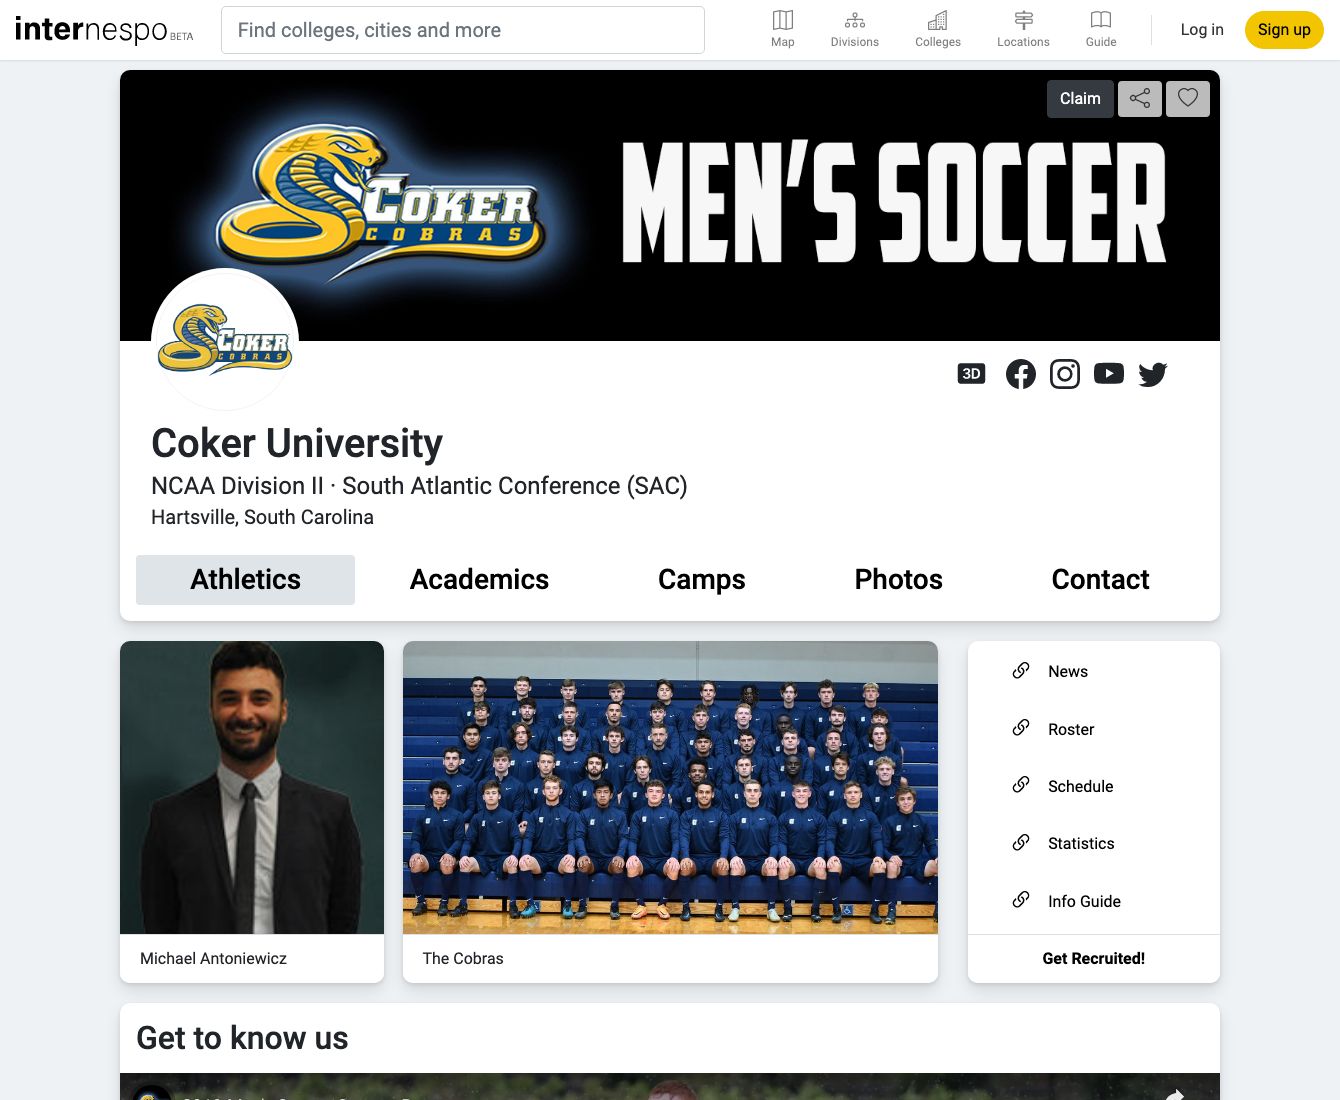 internespo BETA
Find colleges, cities and more
Map
Divisions
Colleges
Locations
Guide
Log in
Sign up
Claim
COKER
COBRAS
MEN'S SOCCER
COKER
COBRAS
3D
Coker University
NCAA Division II · South Atlantic Conference (SAC)
Hartsville, South Carolina
Athletics
Academics
Camps
Photos
Contact
News
Roster
Schedule
Statistics
Info Guide
Michael Antoniewicz
The Cobras
Get Recruited!
Get to know us